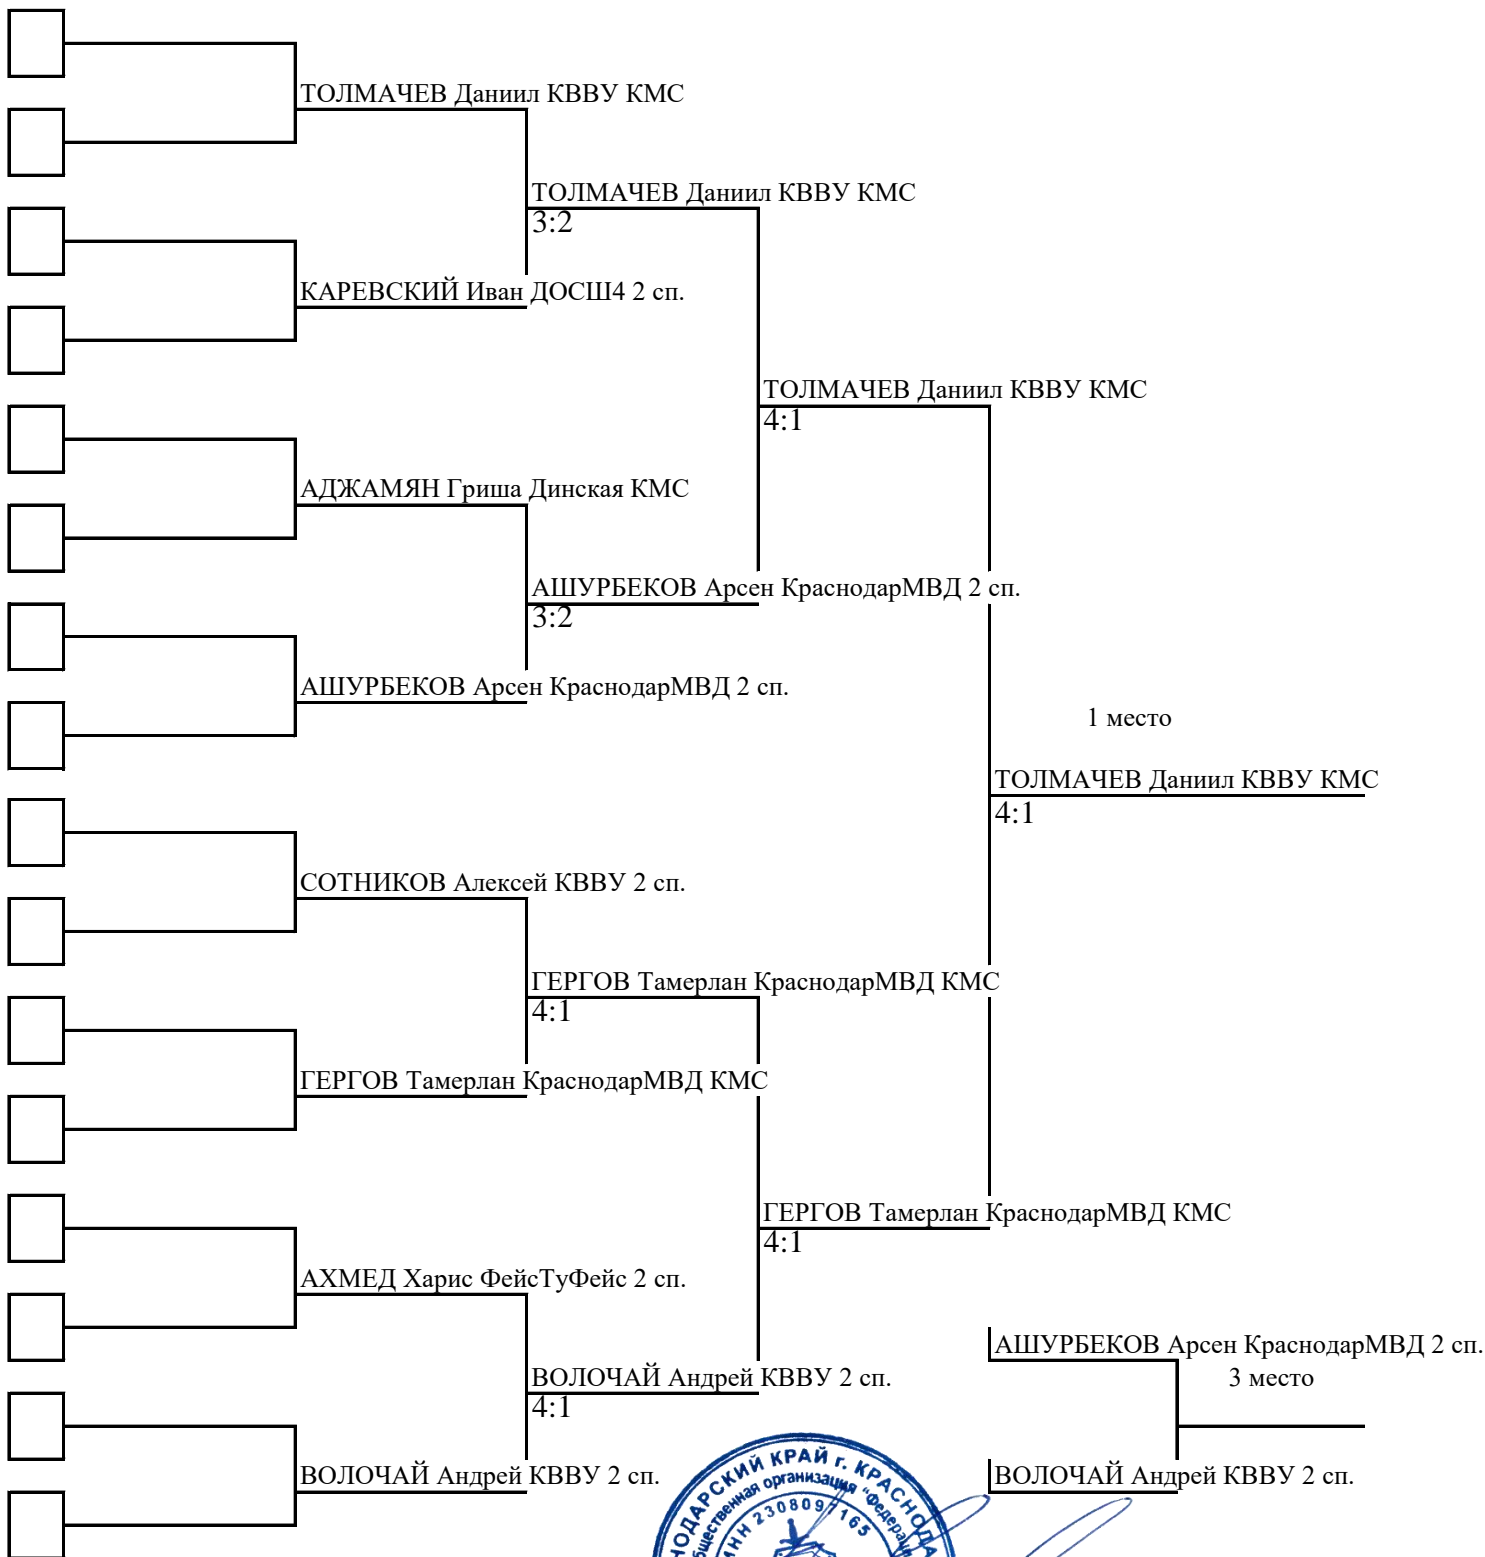 ТОЛМАЧЕВ Даниил КВВУ КМС
ТОЛМАЧЕВ Даниил КВВУ КМС
3:2
КАРЕВСКИЙ Иван ДОСШ4 2 сп.
ТОЛМАЧЕВ Даниил КВВУ КМС
4:1
АДЖАМЯН Гриша Динская КМС
АШУРБЕКОВ Арсен КраснодарМВД 2 сп.
3:2
АШУРБЕКОВ Арсен КраснодарМВД 2 сп.
1 место
ТОЛМАЧЕВ Даниил КВВУ КМС
4:1
СОТНИКОВ Алексей КВВУ 2 сп.
ГЕРГОВ Тамерлан КраснодарМВД КМС
4:1
ГЕРГОВ Тамерлан КраснодарМВД КМС
ГЕРГОВ Тамерлан КраснодарМВД КМС
4:1
АХМЕД Харис ФейсТуФейс 2 сп.
АШУРБЕКОВ Арсен КраснодарМВД 2 сп.
3 место
ВОЛОЧАЙ Андрей КВВУ 2 сп.
4:1
ВОЛОЧАЙ Андрей КВВУ 2 сп.
ВОЛОЧАЙ Андрей КВВУ 2 сп.
КРАЙ г.
организация
ИНН 2308097165